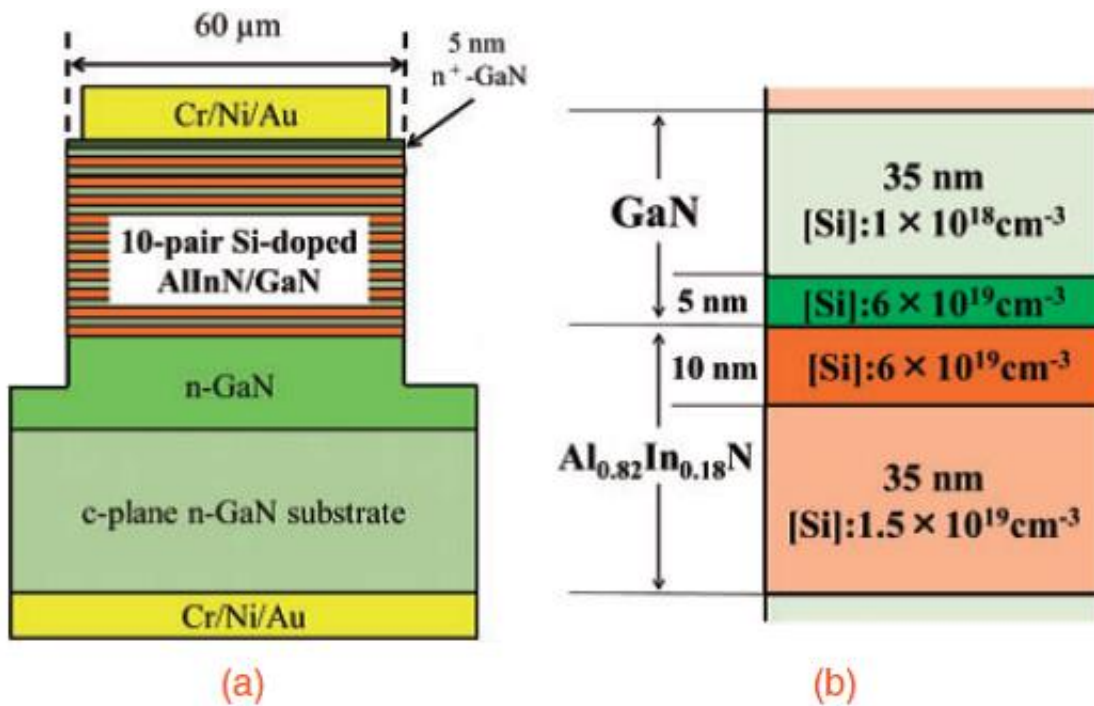 60 μm
5 nm
n⁺-GaN
Cr/Ni/Au
10-pair Si-doped
AlInN/GaN
n-GaN
c-plane n-GaN substrate
Cr/Ni/Au
(a)
GaN
35 nm
[Si]:1 × 10¹⁸cm⁻³
5 nm
[Si]:6 × 10¹⁹cm⁻³
10 nm
[Si]:6 × 10¹⁹cm⁻³
Al₀.₈₂In₀.₁₈N
35 nm
[Si]:1.5 × 10¹⁹cm⁻³
(b)